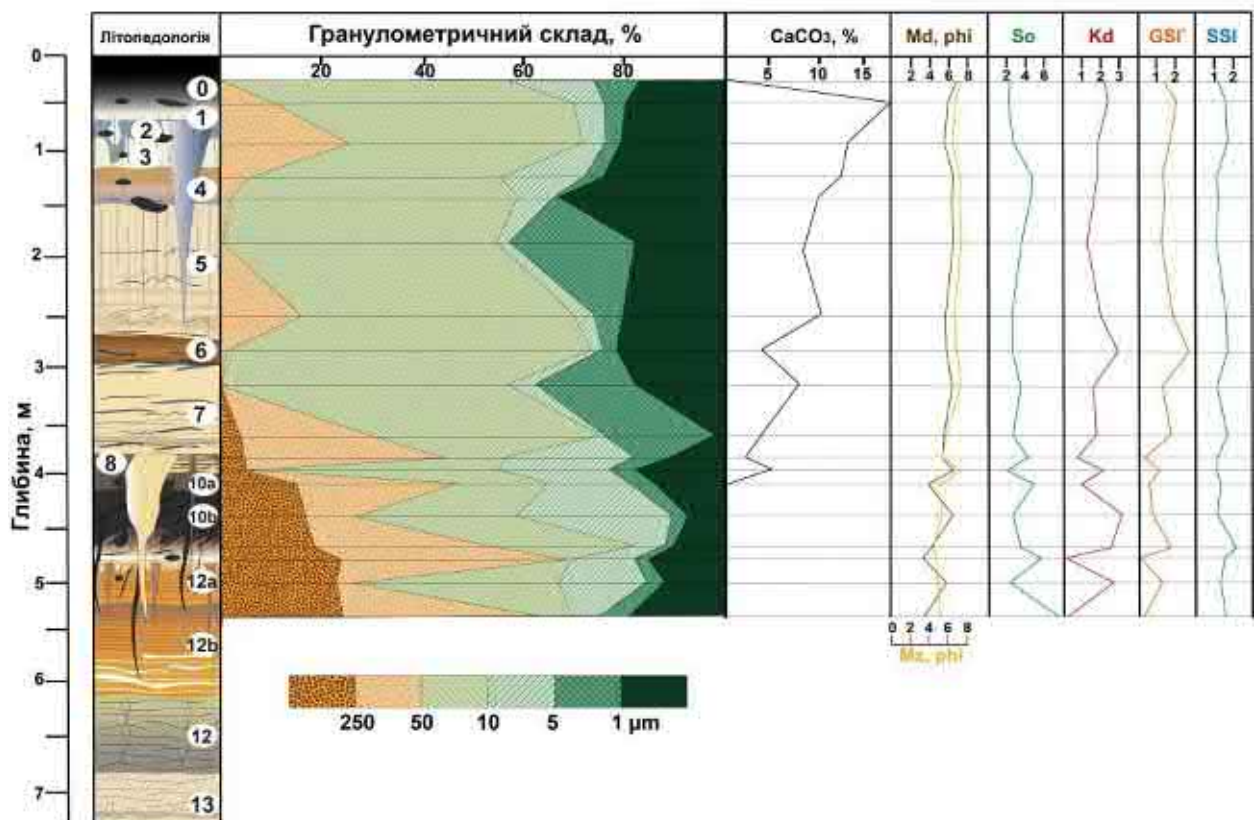 Літопедологія
Гранулометричний склад, %
CaCO₃, %
Md, phi
So
Kd
GSI*
SSI
20 40 60 80
5 10 15
2 4 6 8
2 4 6
1 2 3
1 2
1 2
Глибина, м
0
1
2
3
4
5
6
7
0
1
2
3
4
5
6
7
8
10a
10b
12a
12b
12
13
0 2 4 6 8
Mz, phi
250 50 10 5 1 µm